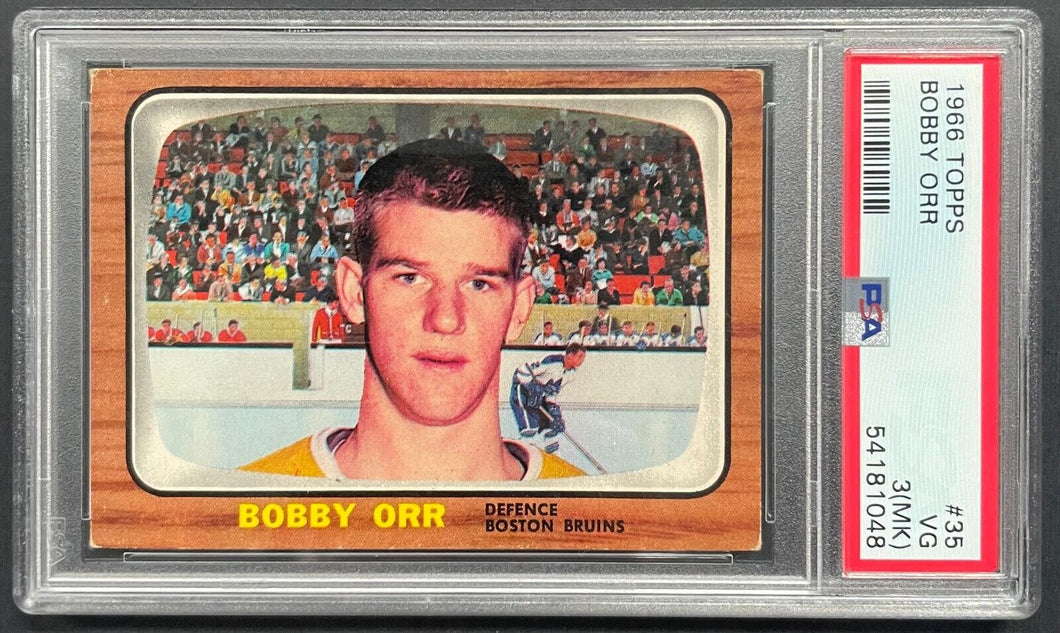 BOBBY ORR
DEFENCE
BOSTON BRUINS
1966 TOPPS
BOBBY ORR
PSA
#35
VG
3(MK)
54181048